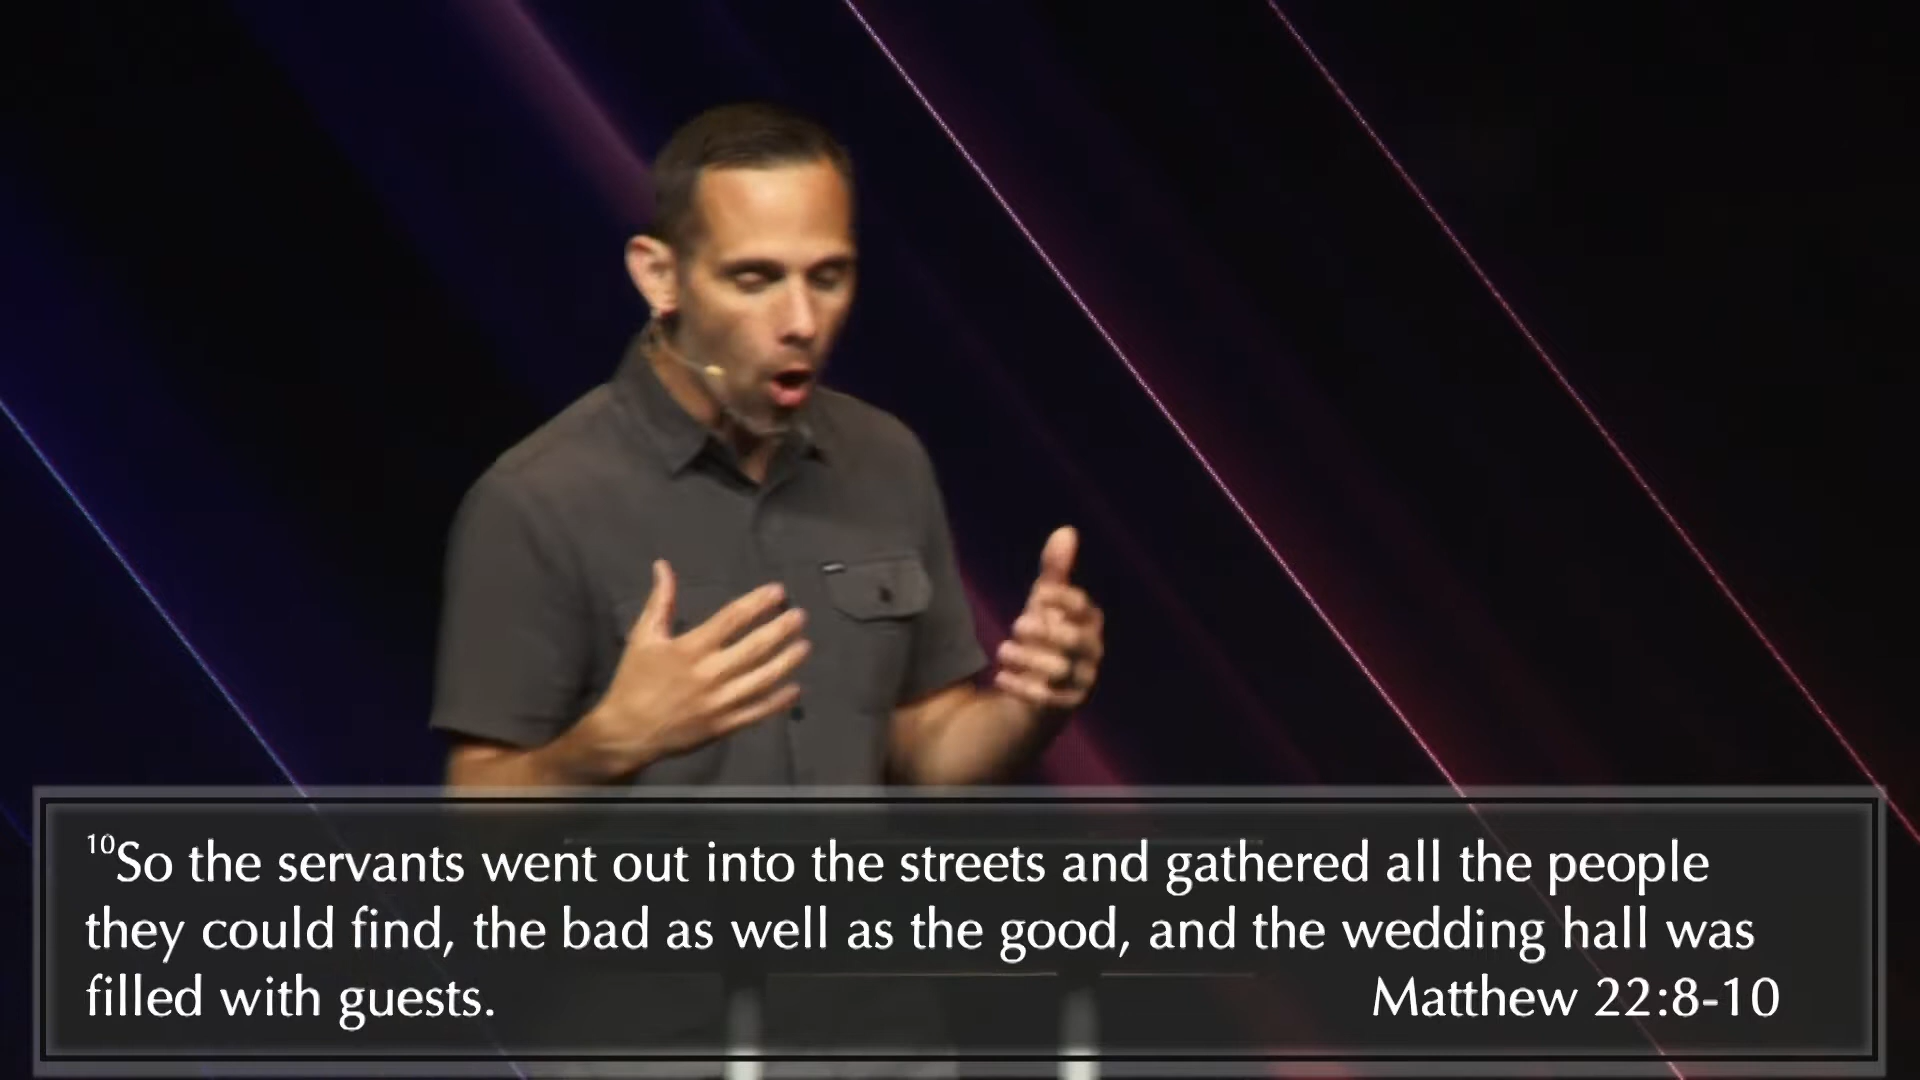 ¹⁰So the servants went out into the streets and gathered all the people
they could find, the bad as well as the good, and the wedding hall was
filled with guests. Matthew 22:8-10